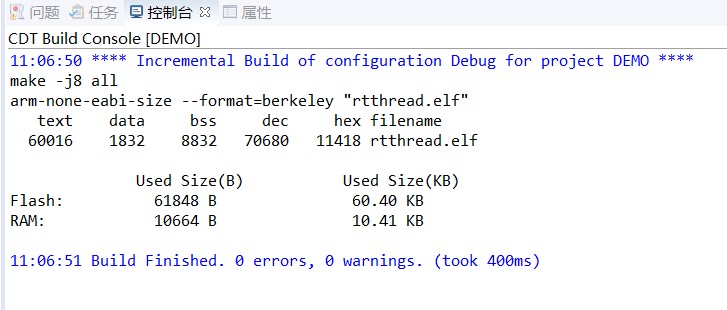 问题 任务 控制台 属性
CDT Build Console [DEMO]
11:06:50 **** Incremental Build of configuration Debug for project DEMO ****
make -j8 all
arm-none-eabi-size --format=berkeley "rtthread.elf"
text data bss dec hex filename
60016 1832 8832 70680 11418 rtthread.elf
Used Size(B) Used Size(KB)
Flash: 61848 B 60.40 KB
RAM: 10664 B 10.41 KB
11:06:51 Build Finished. 0 errors, 0 warnings. (took 400ms)